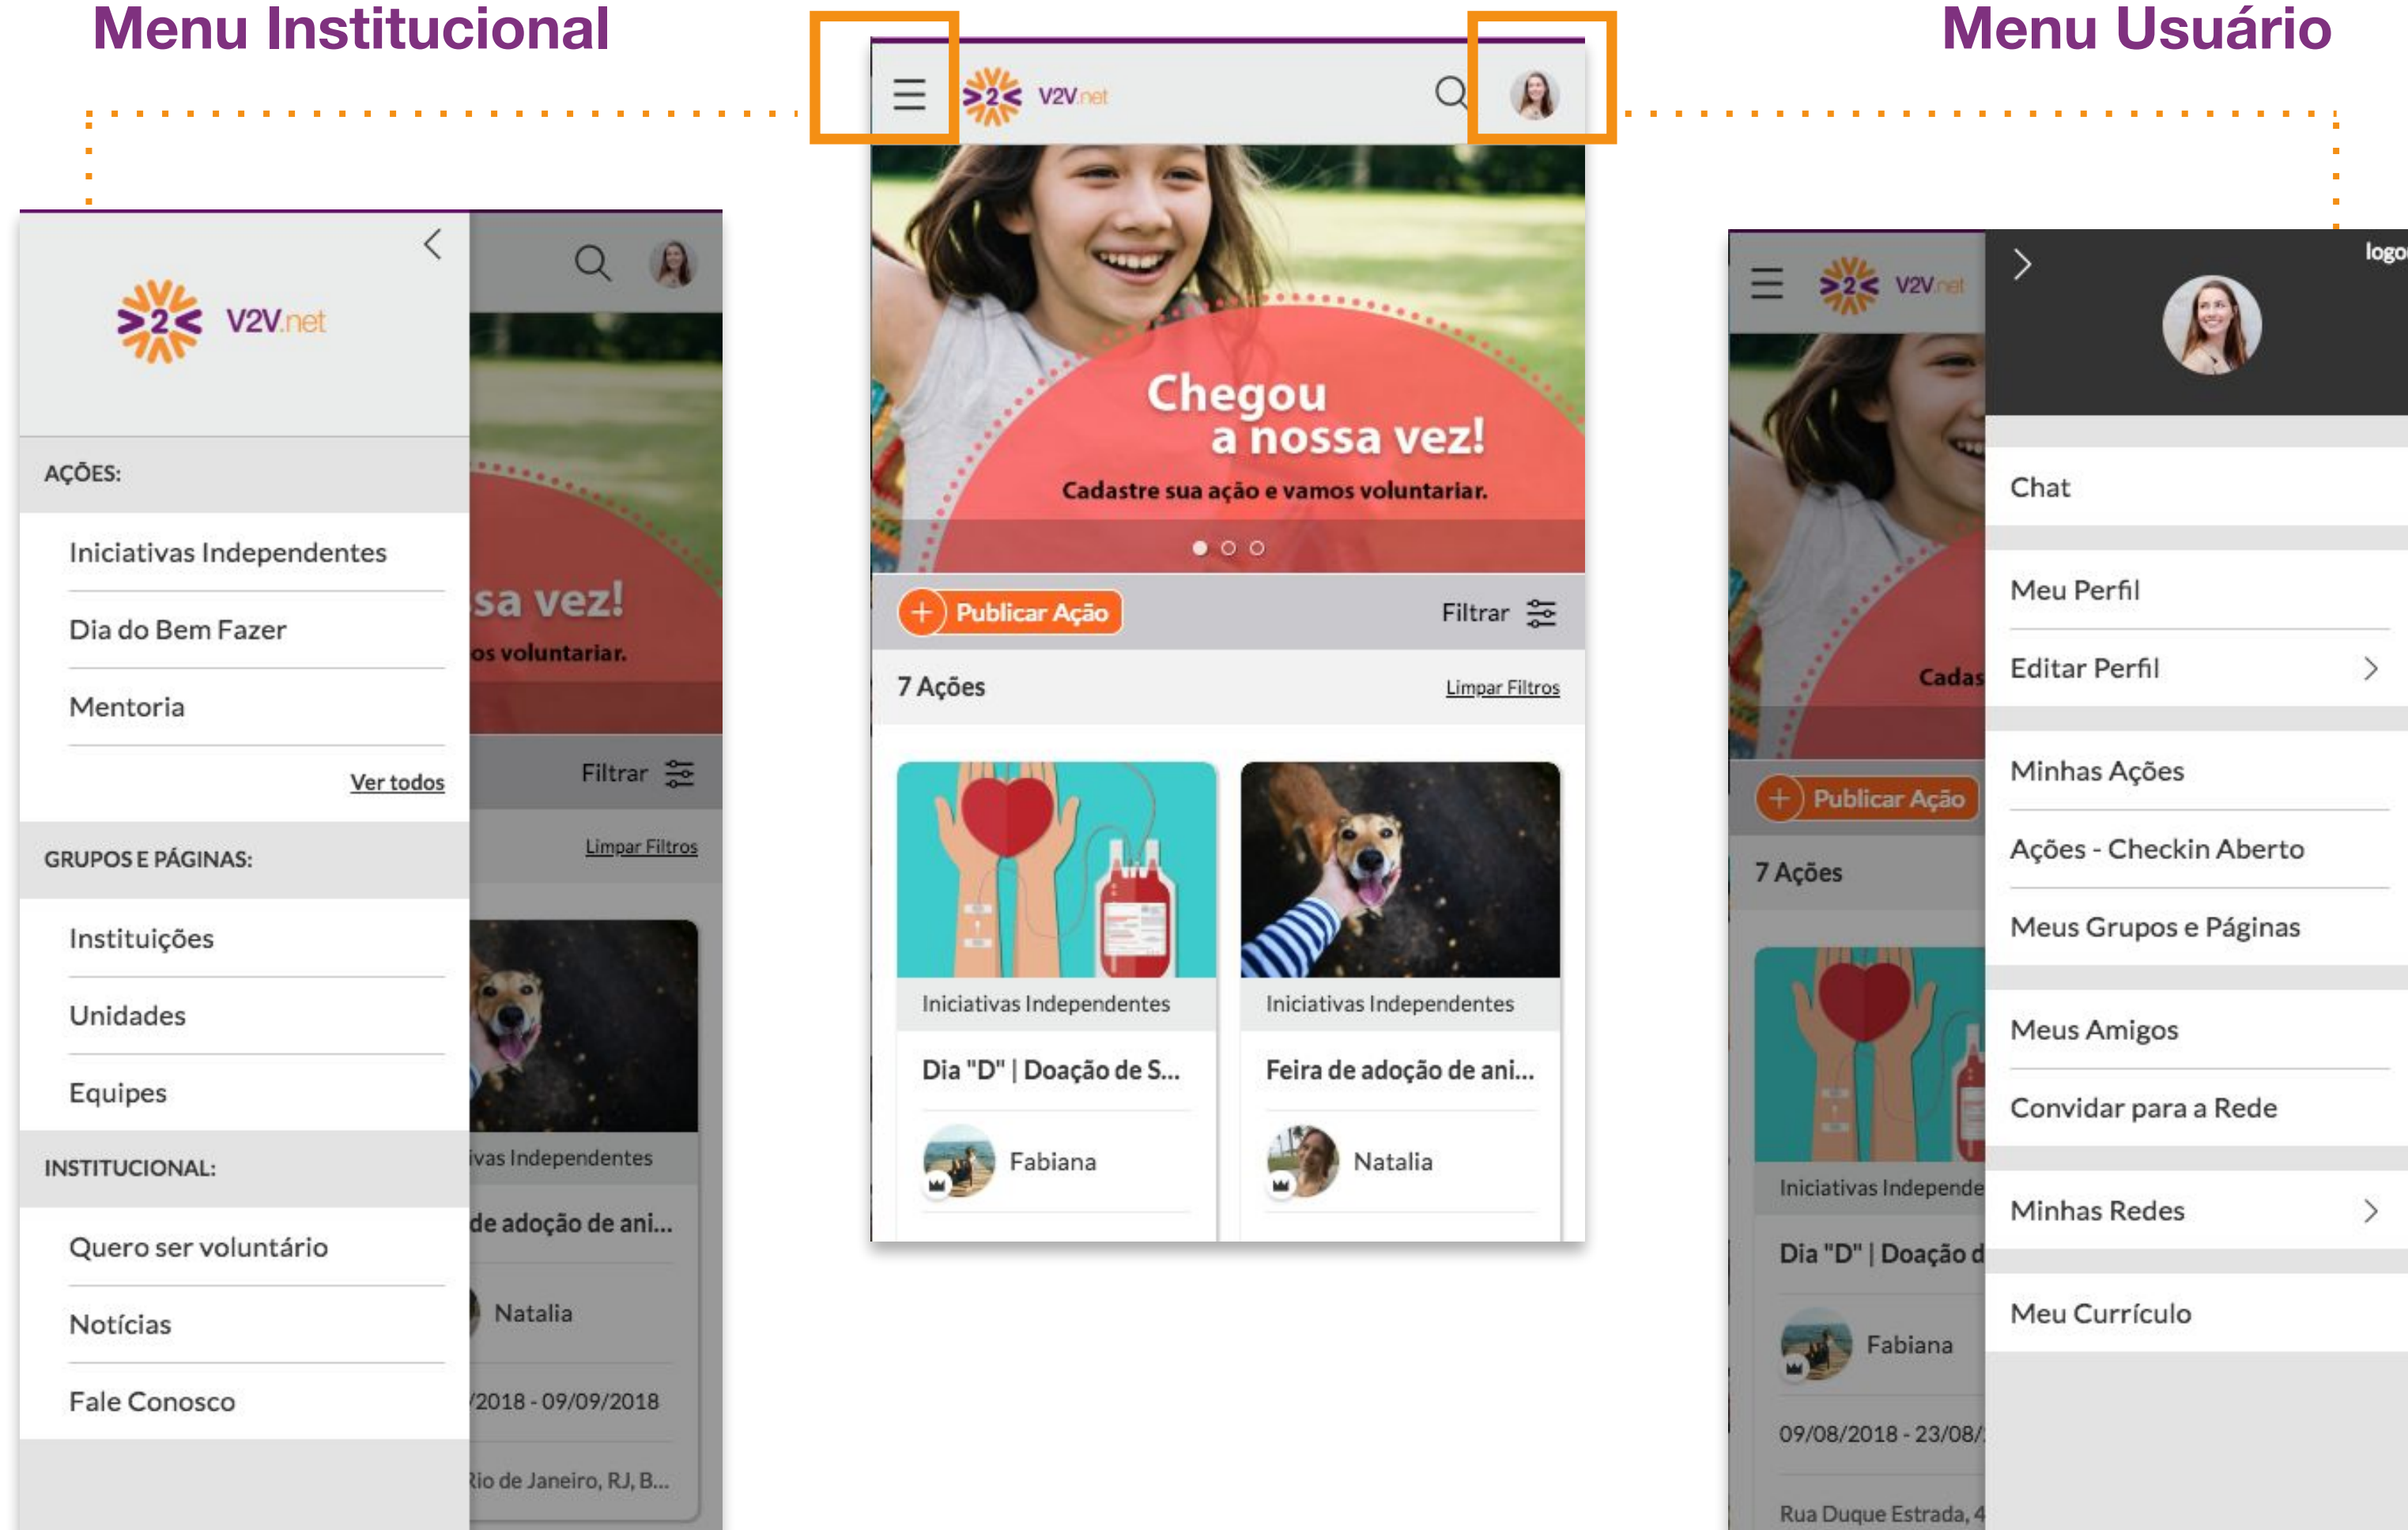 Menu Institucional
Menu Usuário
V2V.net
AÇÕES:
Iniciativas Independentes
Dia do Bem Fazer
Mentoria
Ver todos
GRUPOS E PÁGINAS:
Instituições
Unidades
Equipes
INSTITUCIONAL:
Quero ser voluntário
Notícias
Fale Conosco
sa vez!
os voluntariar.
Filtrar
Limpar Filtros
ivas Independentes
de adoção de ani...
Natalia
/2018 - 09/09/2018
Rio de Janeiro, RJ, B...
>2< V2V.net
Chegou
a nossa vez!
Cadastre sua ação e vamos voluntariar.
+ Publicar Ação
Filtrar
7 Ações
Limpar Filtros
Iniciativas Independentes
Iniciativas Independentes
Dia "D" | Doação de S...
Feira de adoção de ani...
Fabiana
Natalia
V2V.net
Cadas
+ Publicar Ação
7 Ações
Iniciativas Independe
Dia "D" | Doação d
Fabiana
09/08/2018 - 23/08/
Rua Duque Estrada, 4
logo
Chat
Meu Perfil
Editar Perfil
Minhas Ações
Ações - Checkin Aberto
Meus Grupos e Páginas
Meus Amigos
Convidar para a Rede
Minhas Redes
Meu Currículo